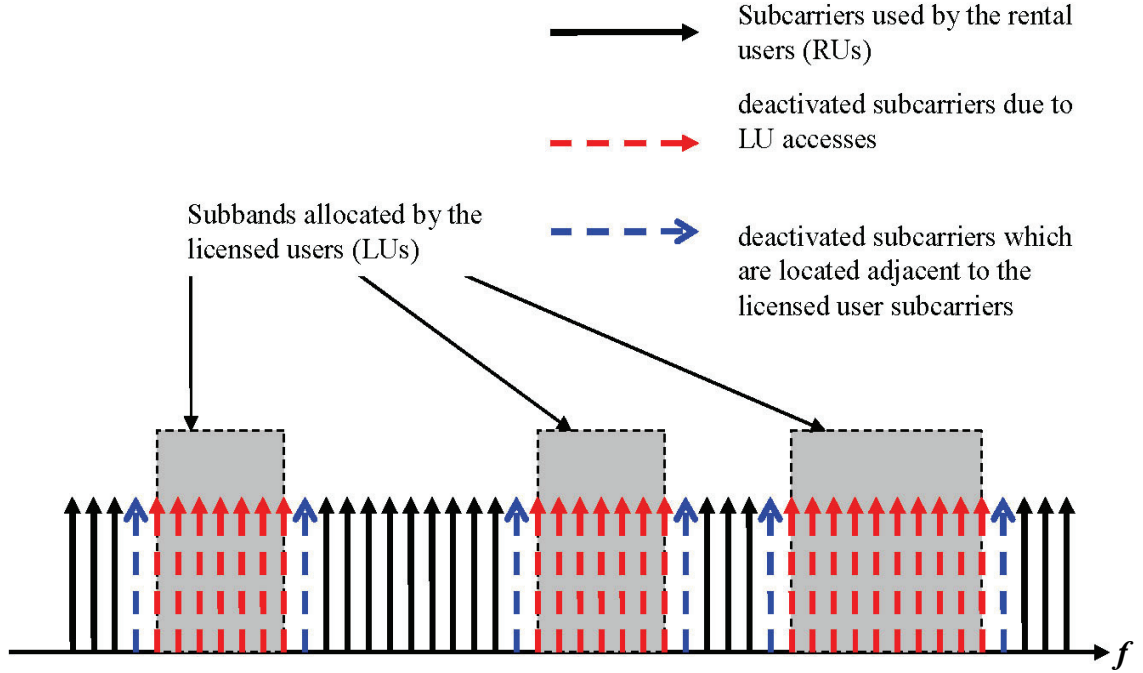 Subcarriers used by the rental
users (RUs)
deactivated subcarriers due to
LU accesses
Subbands allocated by the
licensed users (LUs)
deactivated subcarriers which
are located adjacent to the
licensed user subcarriers
f